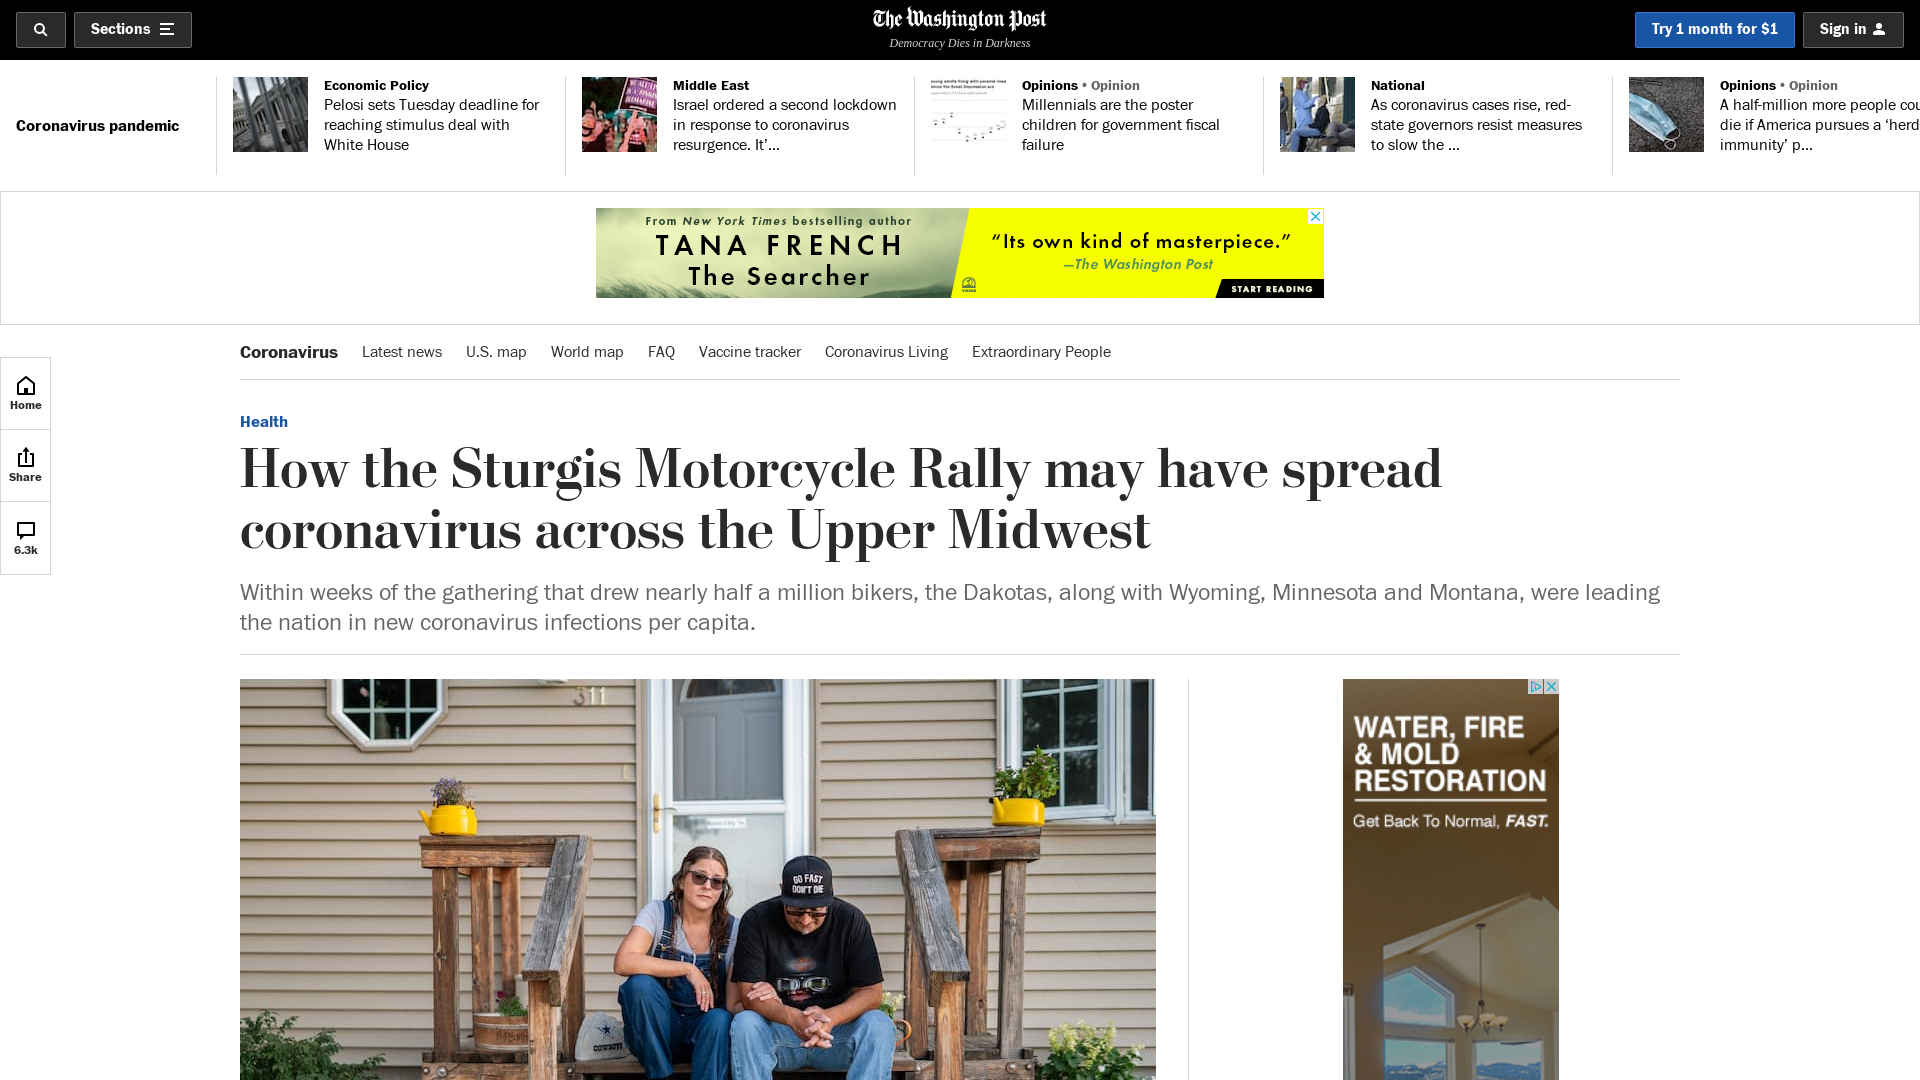 Sections
The Washington Post
Democracy Dies in Darkness
Try 1 month for $1
Sign in
Coronavirus pandemic
Economic Policy
Pelosi sets Tuesday deadline for
reaching stimulus deal with
White House
Middle East
Israel ordered a second lockdown
in response to coronavirus
resurgence. It’...
Opinions • Opinion
Millennials are the poster
children for government fiscal
failure
National
As coronavirus cases rise, red-
state governors resist measures
to slow the ...
Opinions • Opinion
A half-million more people cou
die if America pursues a ‘herd
immunity’ p...
From New York Times bestselling author
TANA FRENCH
The Searcher
“Its own kind of masterpiece.”
—The Washington Post
VIKING
START READING
Coronavirus
Latest news
U.S. map
World map
FAQ
Vaccine tracker
Coronavirus Living
Extraordinary People
Home
Share
6.3k
Health
How the Sturgis Motorcycle Rally may have spread
coronavirus across the Upper Midwest
Within weeks of the gathering that drew nearly half a million bikers, the Dakotas, along with Wyoming, Minnesota and Montana, were leading
the nation in new coronavirus infections per capita.
311
GO FAST
DON'T DIE
COWBOYS
WATER, FIRE
& MOLD
RESTORATION
Get Back To Normal, FAST.